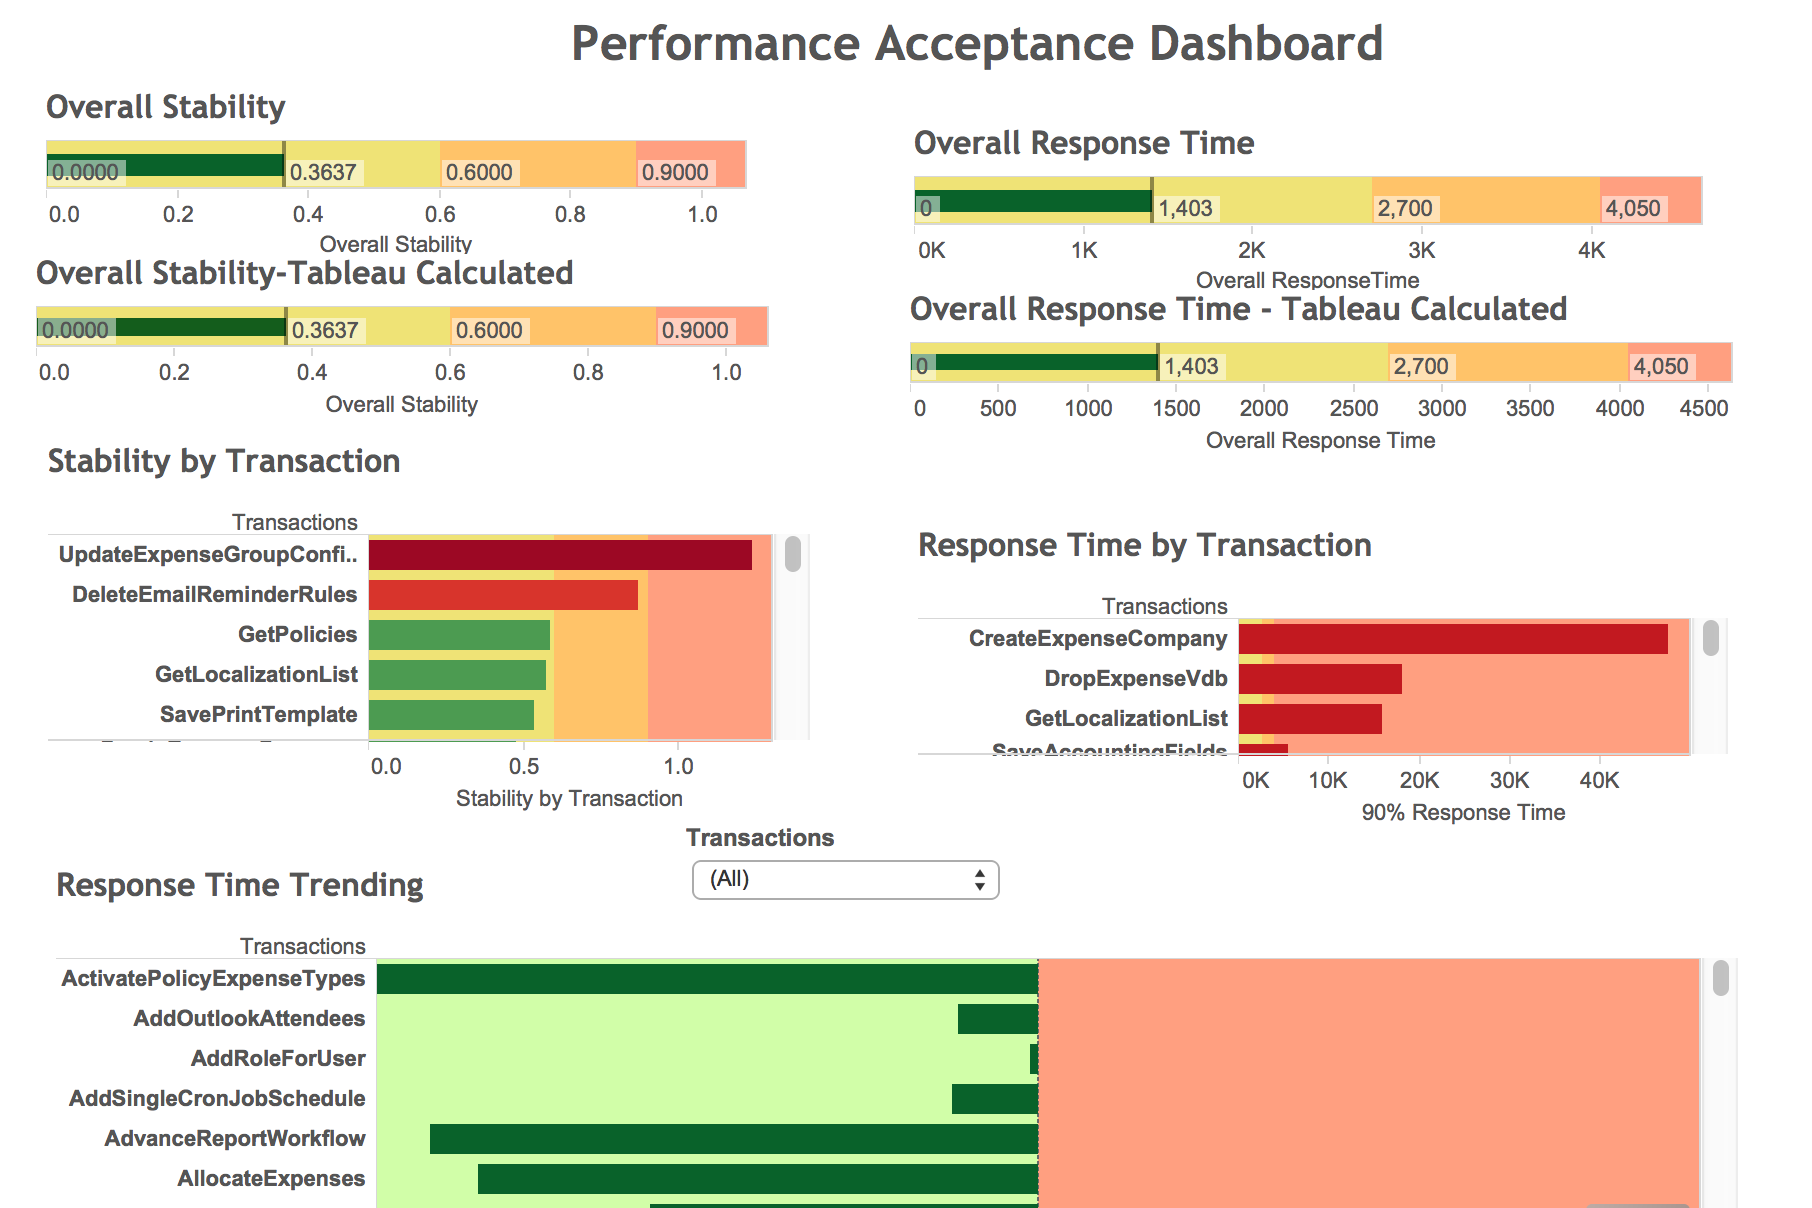 Performance Acceptance Dashboard
Overall Stability
0.0000 0.3637 0.6000 0.9000
0.0 0.2 0.4 0.6 0.8 1.0
Overall Stability
Overall Stability-Tableau Calculated
0.0000 0.3637 0.6000 0.9000
0.0 0.2 0.4 0.6 0.8 1.0
Overall Stability
Overall Response Time
0 1,403 2,700 4,050
0K 1K 2K 3K 4K
Overall ResponseTime
Overall Response Time - Tableau Calculated
0 1,403 2,700 4,050
0 500 1000 1500 2000 2500 3000 3500 4000 4500
Overall Response Time
Stability by Transaction
Transactions
UpdateExpenseGroupConfi..
DeleteEmailReminderRules
GetPolicies
GetLocalizationList
SavePrintTemplate
0.0 0.5 1.0
Stability by Transaction
Response Time by Transaction
Transactions
CreateExpenseCompany
DropExpenseVdb
GetLocalizationList
SaveAccountingFields
0K 10K 20K 30K 40K
90% Response Time
Transactions
(All)
Response Time Trending
Transactions
ActivatePolicyExpenseTypes
AddOutlookAttendees
AddRoleForUser
AddSingleCronJobSchedule
AdvanceReportWorkflow
AllocateExpenses